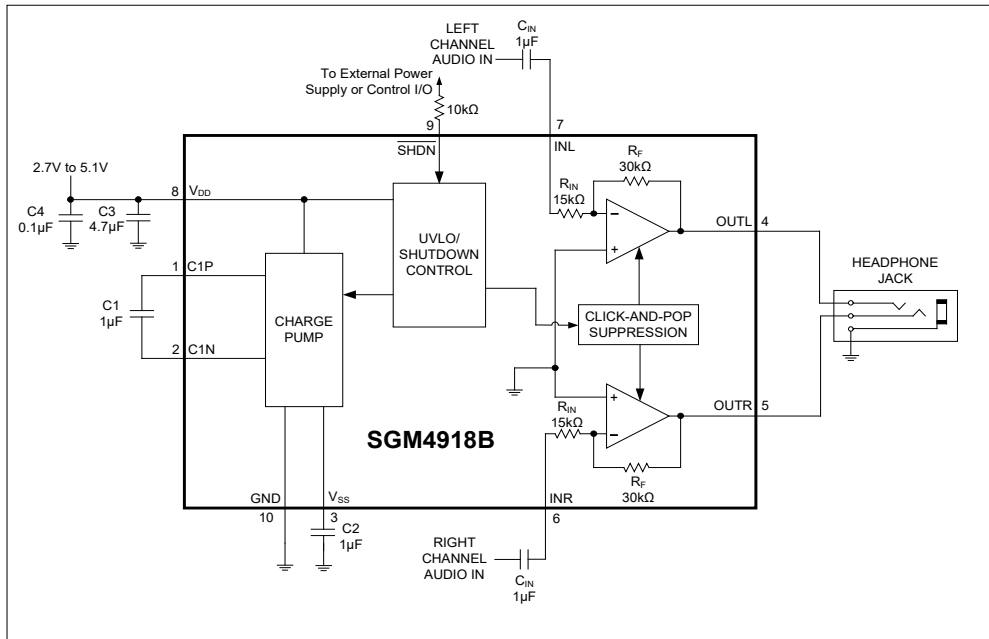 LEFT
CHANNEL
AUDIO IN
CIN
1µF
To External Power
Supply or Control I/O
10kΩ
9
SHDN
7
INL
RF
30kΩ
RIN
15kΩ
2.7V to 5.1V
8
VDD
C4
0.1µF
C3
4.7µF
UVLO/
SHUTDOWN
CONTROL
OUTL
4
HEADPHONE
JACK
1
C1P
C1
1µF
2
C1N
CHARGE
PUMP
CLICK-AND-POP
SUPPRESSION
RIN
15kΩ
OUTR
5
SGM4918B
RF
30kΩ
GND
10
VSS
3
C2
1µF
INR
6
RIGHT
CHANNEL
AUDIO IN
CIN
1µF